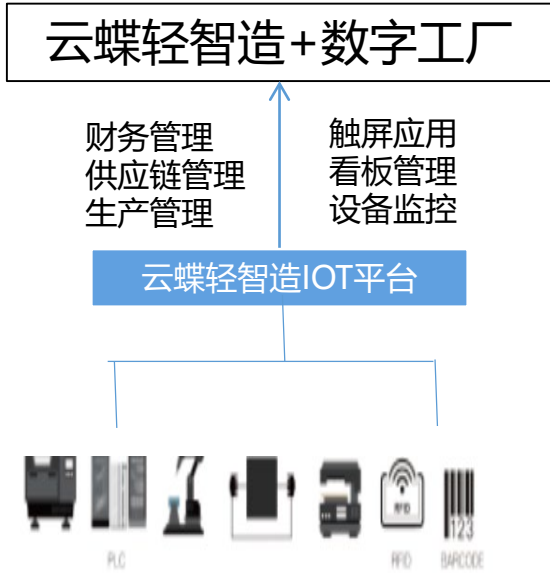 云蝶轻智造+数字工厂
财务管理
供应链管理
生产管理
触屏应用
看板管理
设备监控
云蝶轻智造IOT平台
RFID
123
PLC
RFID
BARCODE